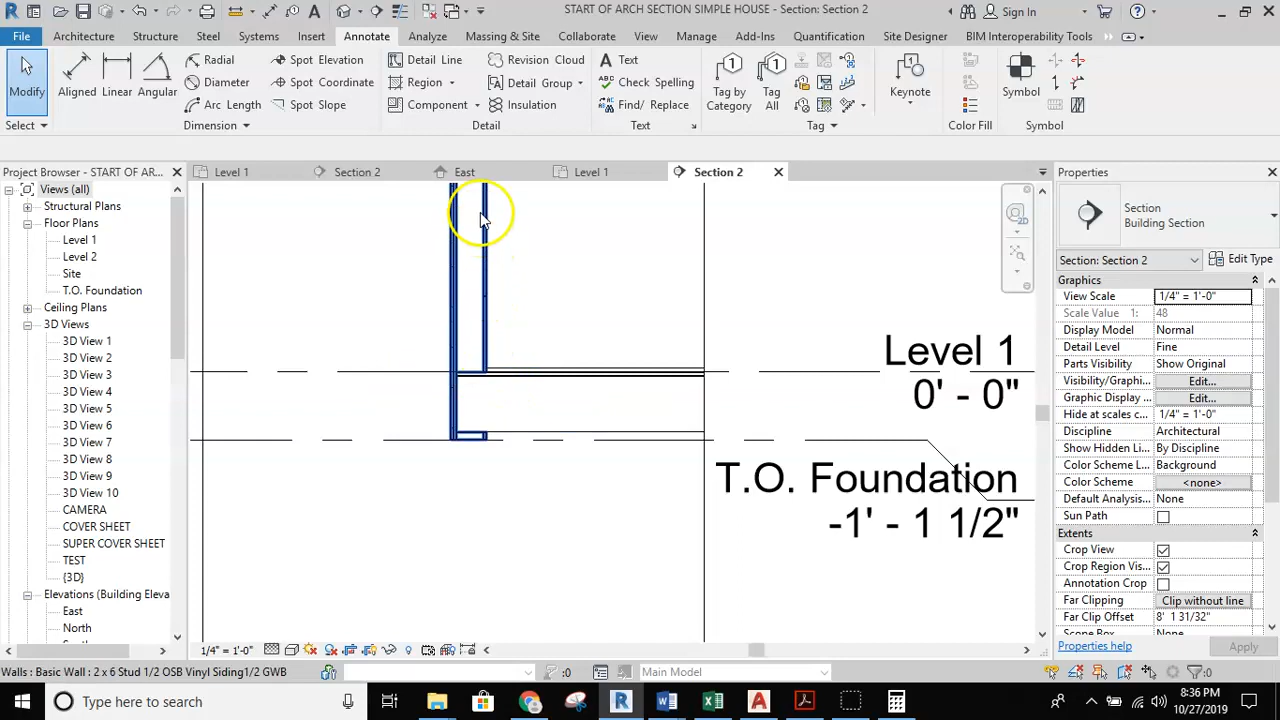 START OF ARCH SECTION SIMPLE HOUSE - Section: Section 2
Sign In
File Architecture Structure Steel Systems Insert Annotate Analyze Massing & Site Collaborate View Manage Add-Ins Quantification Site Designer BIM Interoperability Tools
Modify
Aligned Linear Angular
Radial
Diameter
Arc Length
Spot Elevation
Spot Coordinate
Spot Slope
Detail Line
Region
Component
Revision Cloud
Detail Group
Insulation
Text
Check Spelling
Find/ Replace
Tag by Category
Tag All
Keynote
Symbol
Select Dimension Detail Text Tag Color Fill Symbol
Project Browser - START OF ARCH...
Level 1 Section 2 East Level 1 Section 2
Properties
Views (all)
Structural Plans
Floor Plans
Level 1
Level 2
Site
T.O. Foundation
Ceiling Plans
3D Views
3D View 1
3D View 2
3D View 3
3D View 4
3D View 5
3D View 6
3D View 7
3D View 8
3D View 9
3D View 10
CAMERA
COVER SHEET
SUPER COVER SHEET
TEST
{3D}
Elevations (Building Eleva
East
North
2D
Level 1
0' - 0"
T.O. Foundation
-1' - 1 1/2"
Section
Building Section
Section: Section 2 Edit Type
Graphics
View Scale 1/4" = 1'-0"
Scale Value 1: 48
Display Model Normal
Detail Level Fine
Parts Visibility Show Original
Visibility/Graphi... Edit...
Graphic Display ... Edit...
Hide at scales c... 1/4" = 1'-0"
Discipline Architectural
Show Hidden Li... By Discipline
Color Scheme L... Background
Color Scheme <none>
Default Analysis... None
Sun Path
Extents
Crop View
Crop Region Vis...
Annotation Crop
Far Clipping Clip without line
Far Clip Offset 8' 1 31/32"
Properties help Apply
1/4" = 1'-0"
Walls : Basic Wall : 2 x 6 Stud 1/2 OSB Vinyl Siding1/2 GWB
:0
Main Model
:0
Type here to search
8:36 PM
10/27/2019